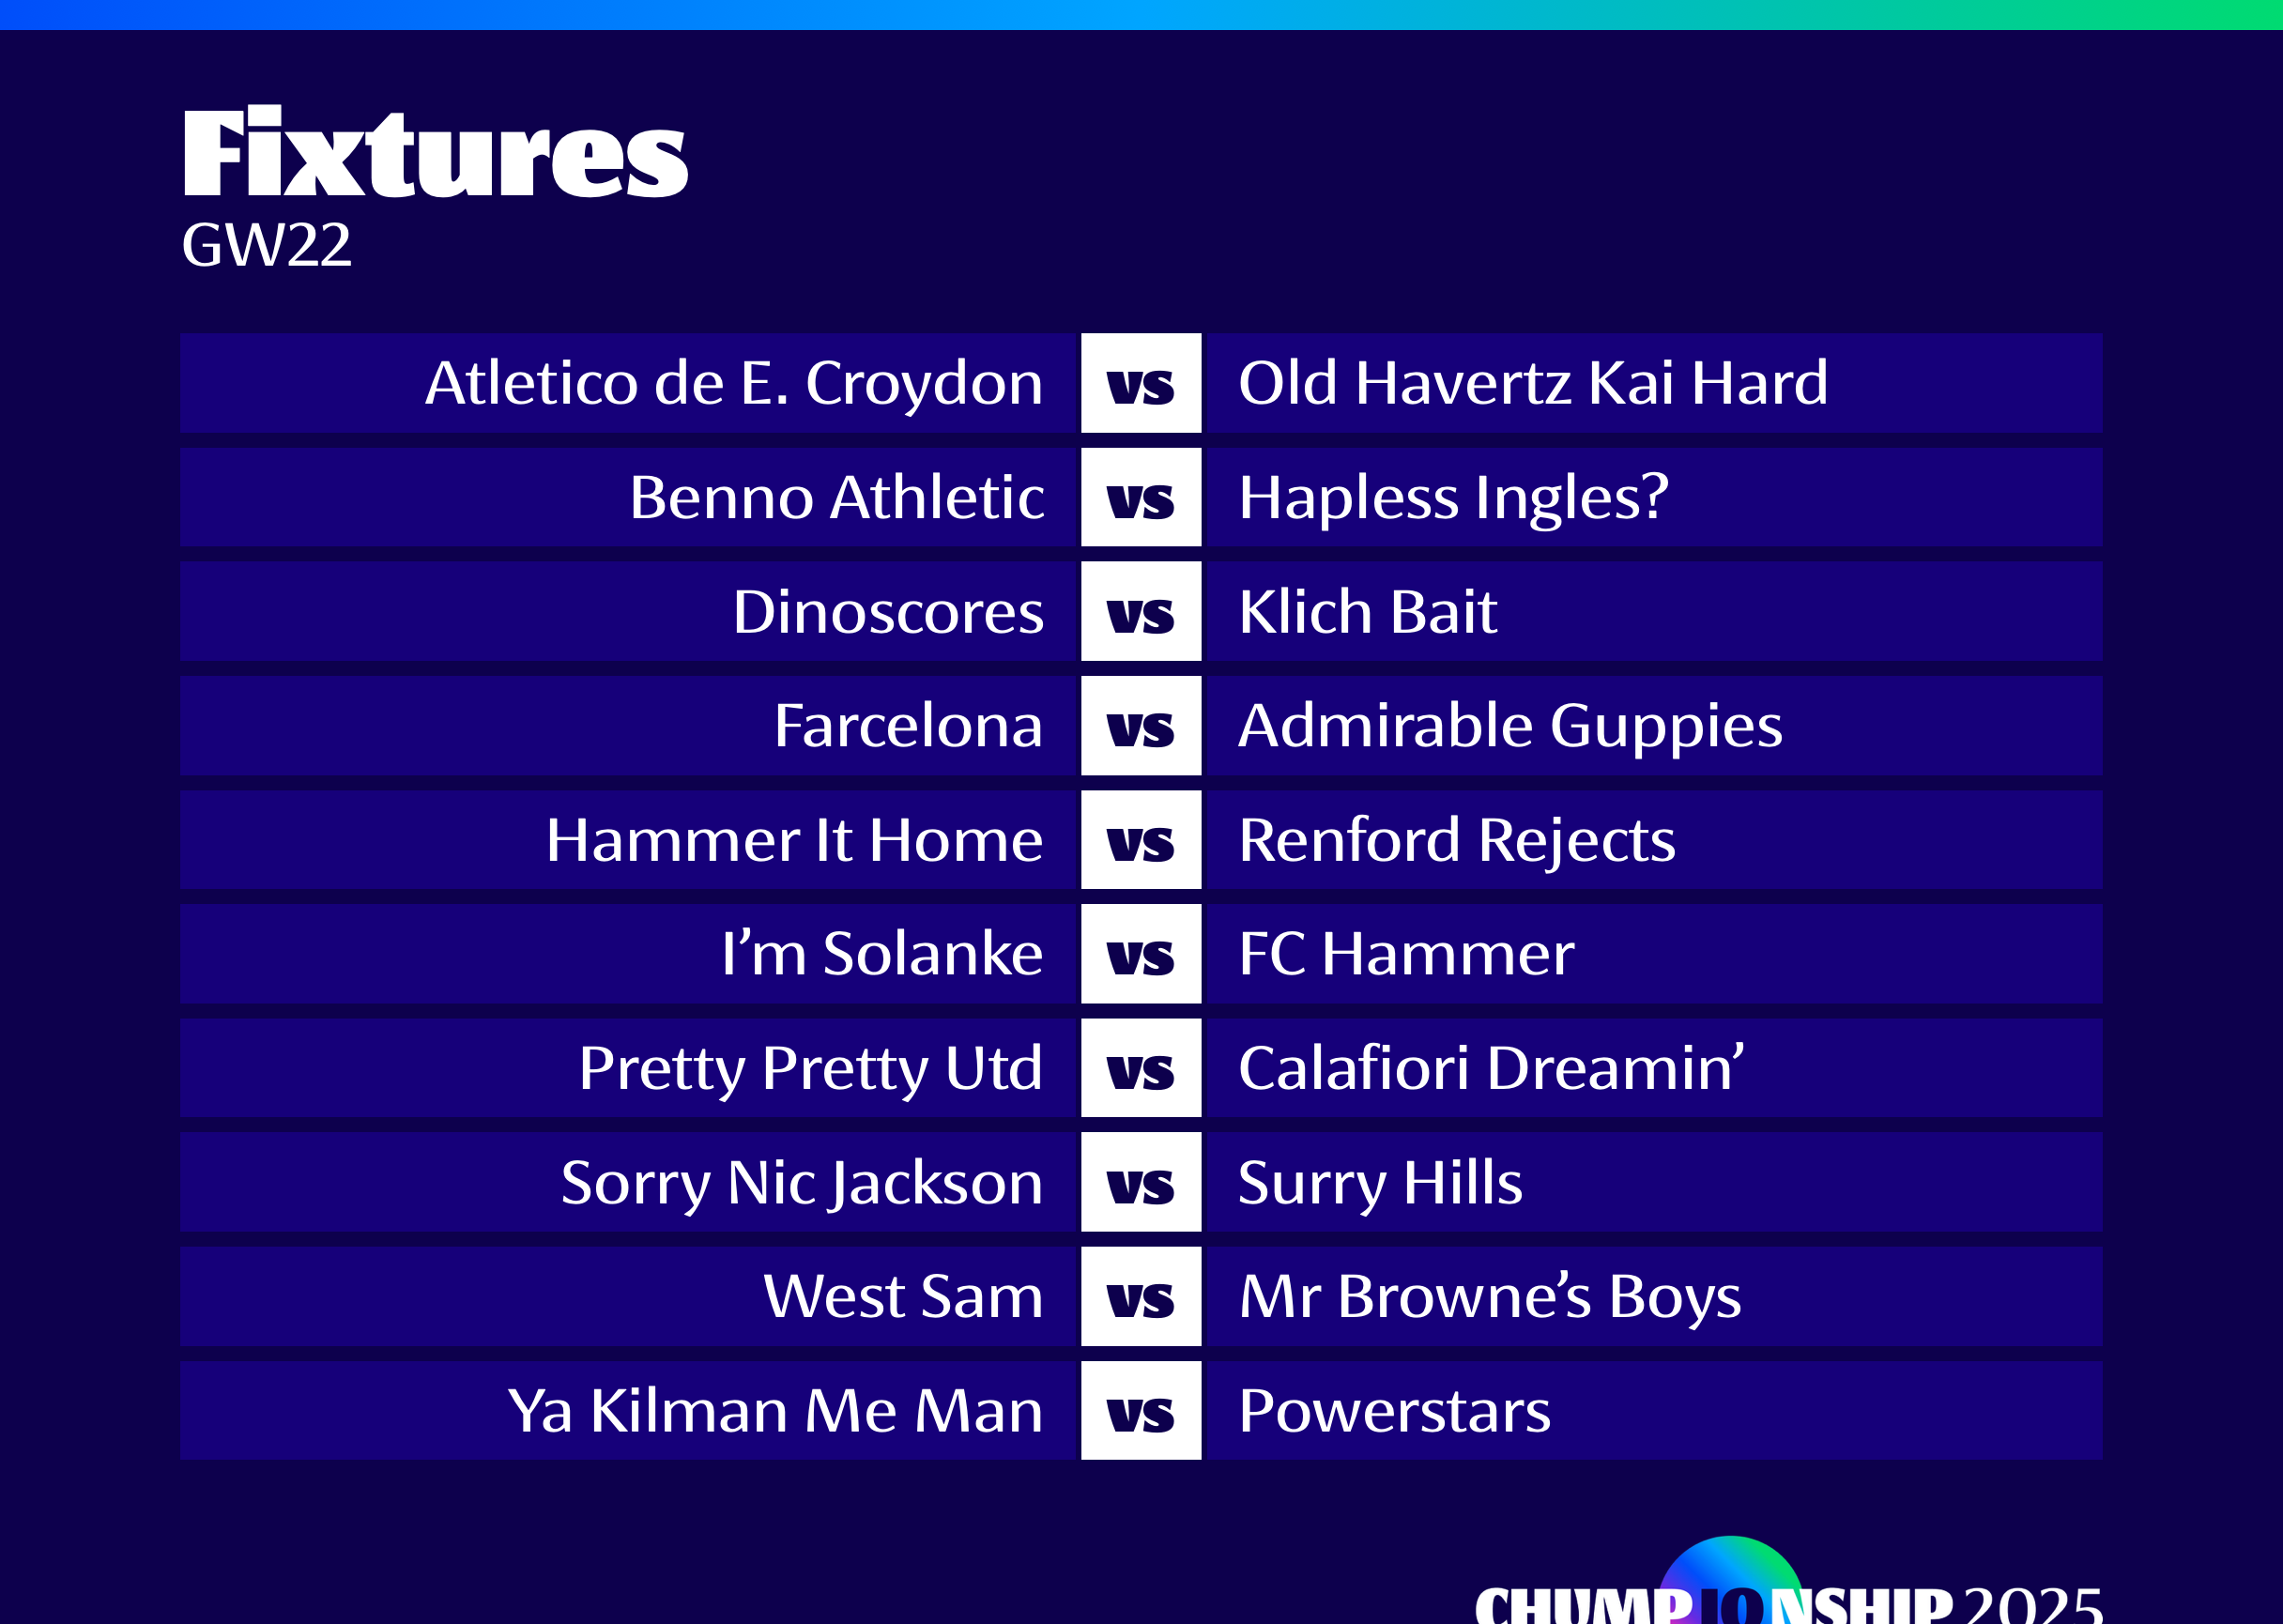 Fixtures
GW22
Atletico de E. Croydon vs Old Havertz Kai Hard
Benno Athletic vs Hapless Ingles?
Dinoscores vs Klich Bait
Farcelona vs Admirable Guppies
Hammer It Home vs Renford Rejects
I’m Solanke vs FC Hammer
Pretty Pretty Utd vs Calafiori Dreamin’
Sorry Nic Jackson vs Surry Hills
West Sam vs Mr Browne’s Boys
Ya Kilman Me Man vs Powerstars
CHUMPIONSHIP 2025